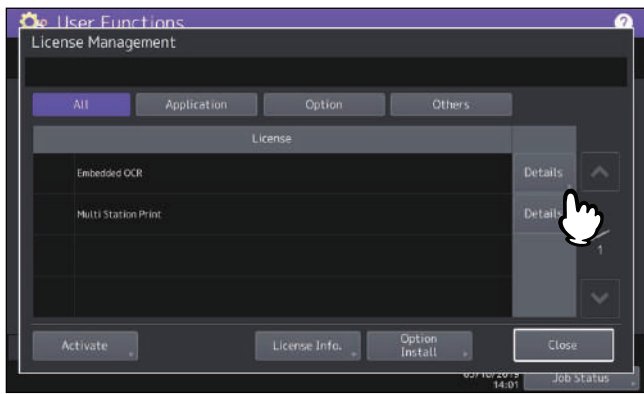 User Functions
?
License Management
All Application Option Others
License
Embedded OCR Details
Multi Station Print Details
1
Activate License Info. Option
Install Close
14:01 Job Status